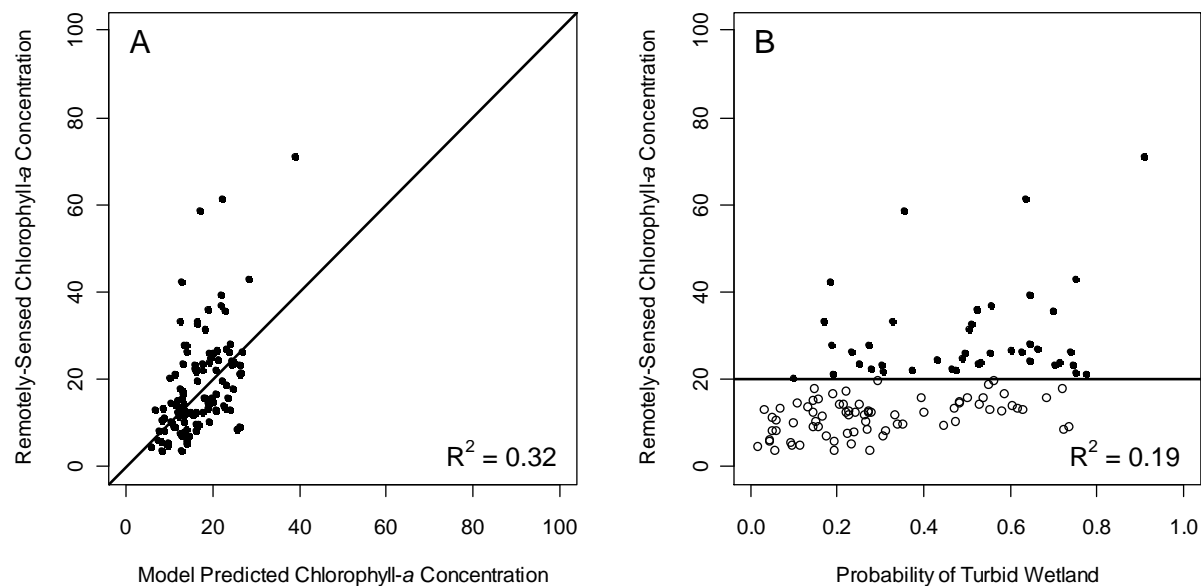 A
Remotely-Sensed Chlorophyll-a Concentration
100
80
60
40
20
0
R² = 0.32
0 20 40 60 80 100
Model Predicted Chlorophyll-a Concentration
B
Remotely-Sensed Chlorophyll-a Concentration
100
80
60
40
20
0
R² = 0.19
0.0 0.2 0.4 0.6 0.8 1.0
Probability of Turbid Wetland